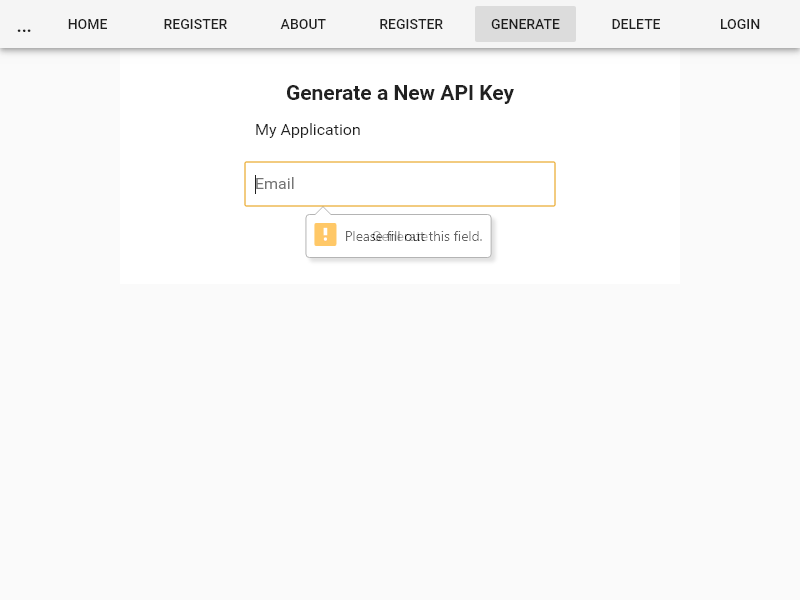 ... HOME REGISTER ABOUT REGISTER GENERATE DELETE LOGIN
Generate a New API Key
My Application
Email
Please fill out this field.